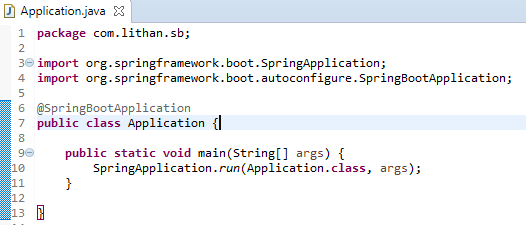 Application.java
1 package com.lithan.sb;
2
3 import org.springframework.boot.SpringApplication;
4 import org.springframework.boot.autoconfigure.SpringBootApplication;
5
6 @SpringBootApplication
7 public class Application {
8
9     public static void main(String[] args) {
10         SpringApplication.run(Application.class, args);
11     }
12
13 }